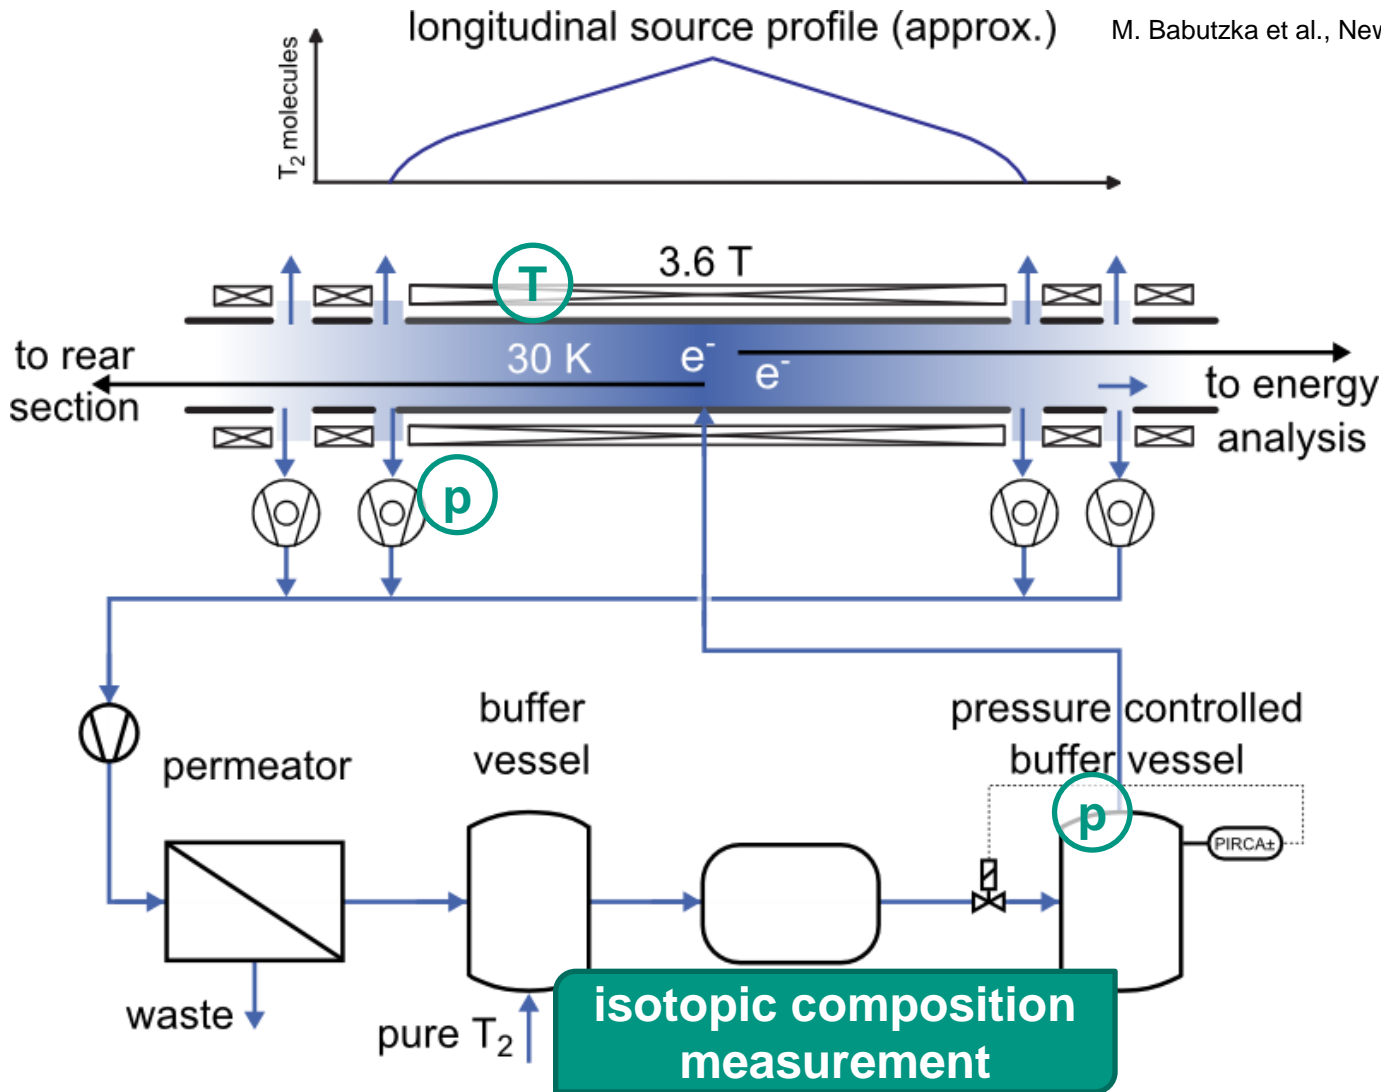 longitudinal source profile (approx.)
M. Babutzka et al., New
T2 molecules
3.6 T
T
to rear
section
30 K
e-
e-
to energy
analysis
p
buffer
vessel
pressure controlled
buffer vessel
permeator
p
PIRCA±
waste
pure T2
isotopic composition
measurement